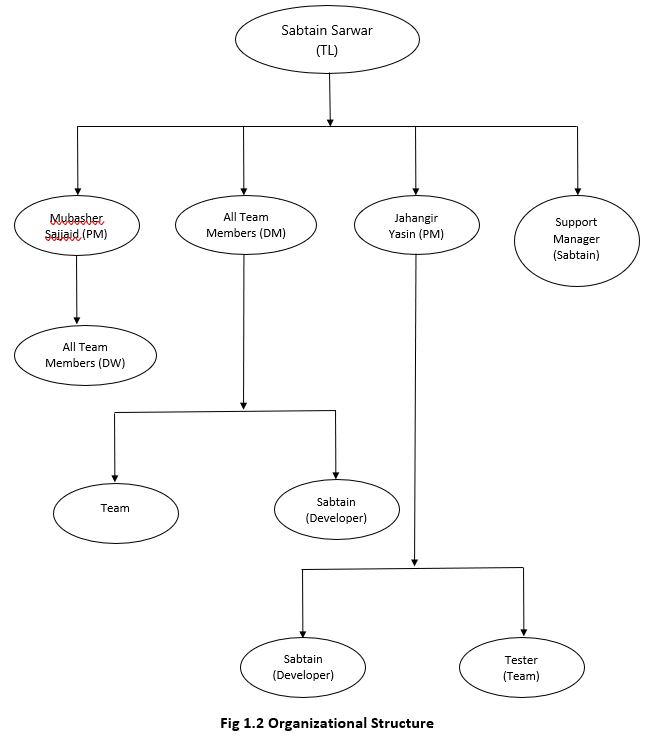 Sabtain Sarwar
(TL)
Mubasher
Sajjaid (PM)
All Team
Members (DM)
Jahangir
Yasin (PM)
Support
Manager
(Sabtain)
All Team
Members (DW)
Team
Sabtain
(Developer)
Sabtain
(Developer)
Tester
(Team)
Fig 1.2 Organizational Structure